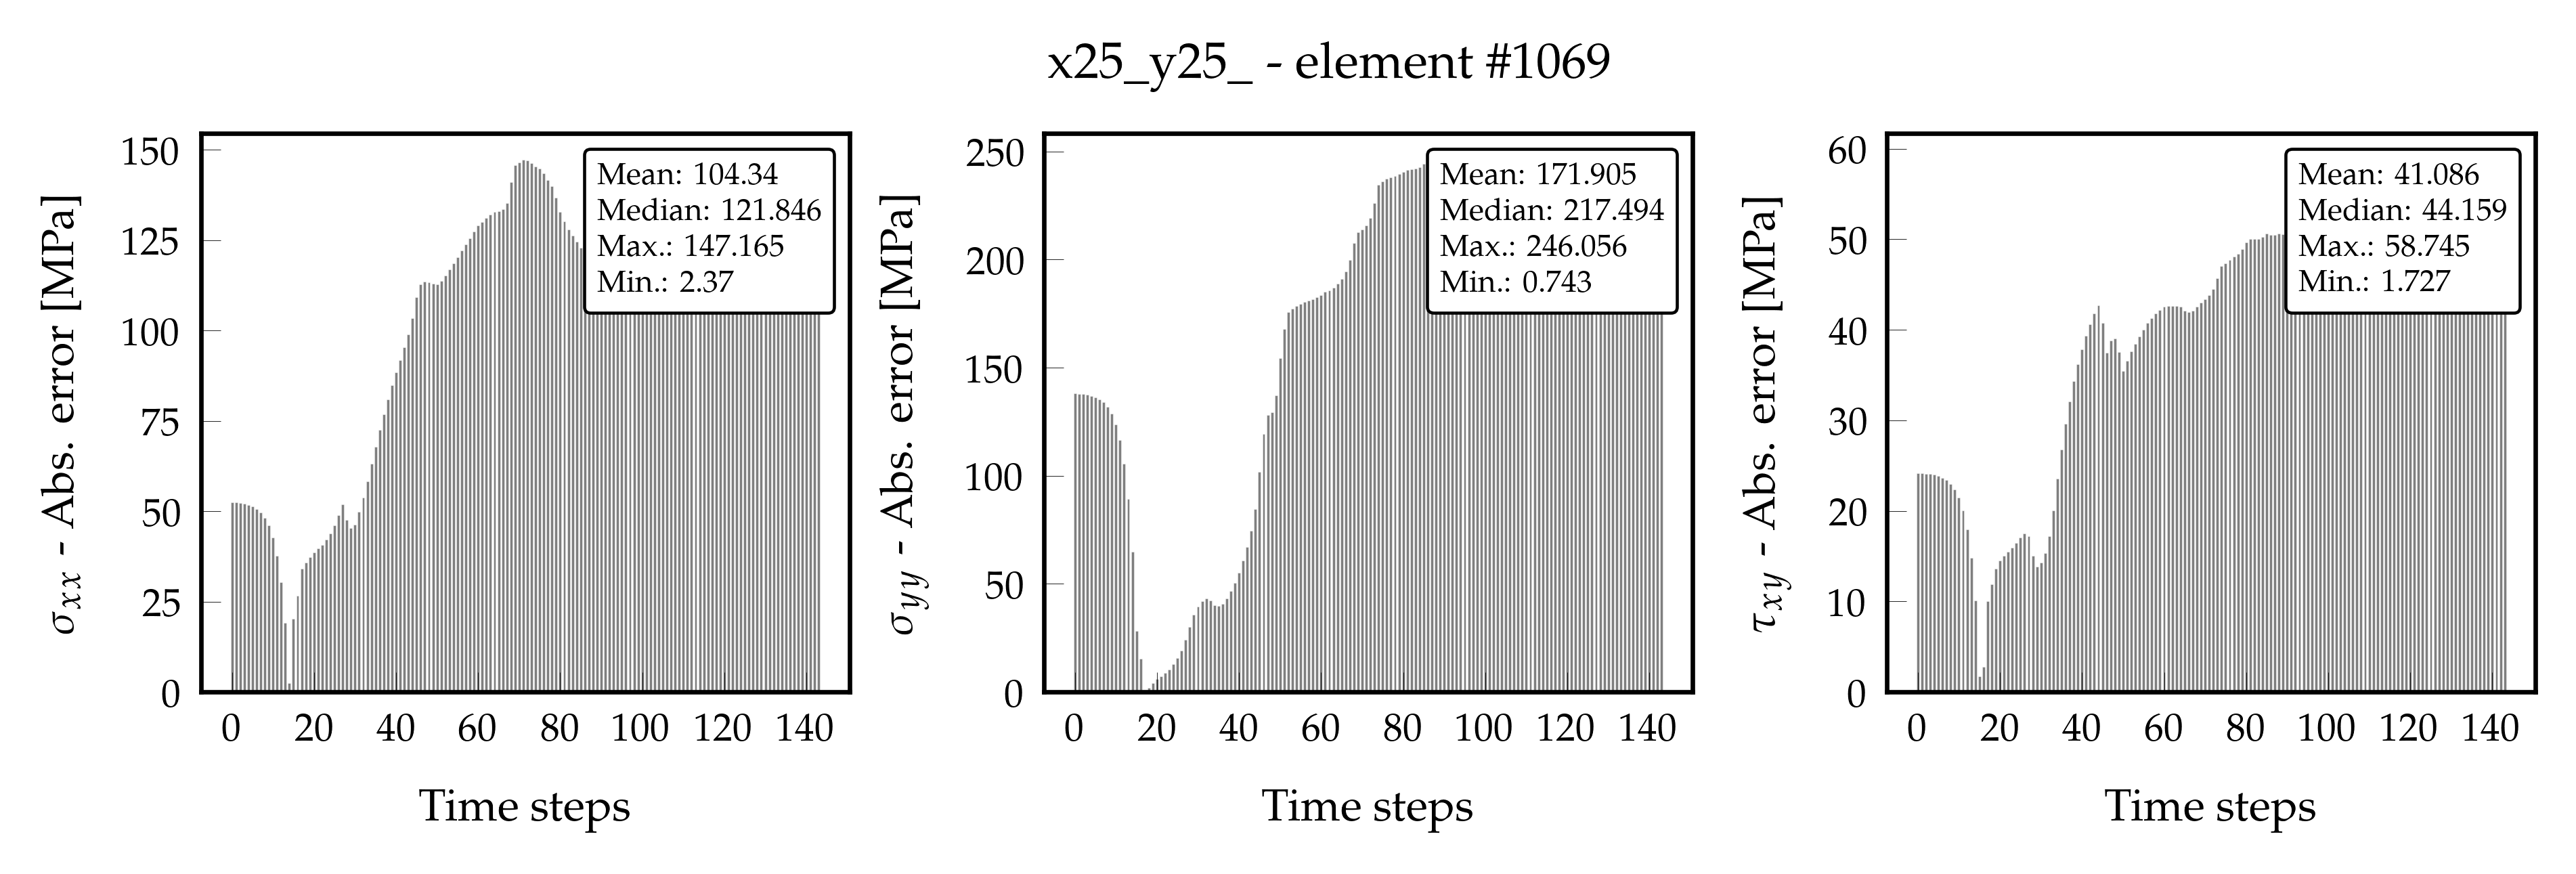 x25_y25_ - element #1069
σxx - Abs. error [MPa]
150
125
100
75
50
25
0
Mean: 104.34
Median: 121.846
Max.: 147.165
Min.: 2.37
0 20 40 60 80 100 120 140
Time steps
σyy - Abs. error [MPa]
250
200
150
100
50
0
Mean: 171.905
Median: 217.494
Max.: 246.056
Min.: 0.743
0 20 40 60 80 100 120 140
Time steps
τxy - Abs. error [MPa]
60
50
40
30
20
10
0
Mean: 41.086
Median: 44.159
Max.: 58.745
Min.: 1.727
0 20 40 60 80 100 120 140
Time steps